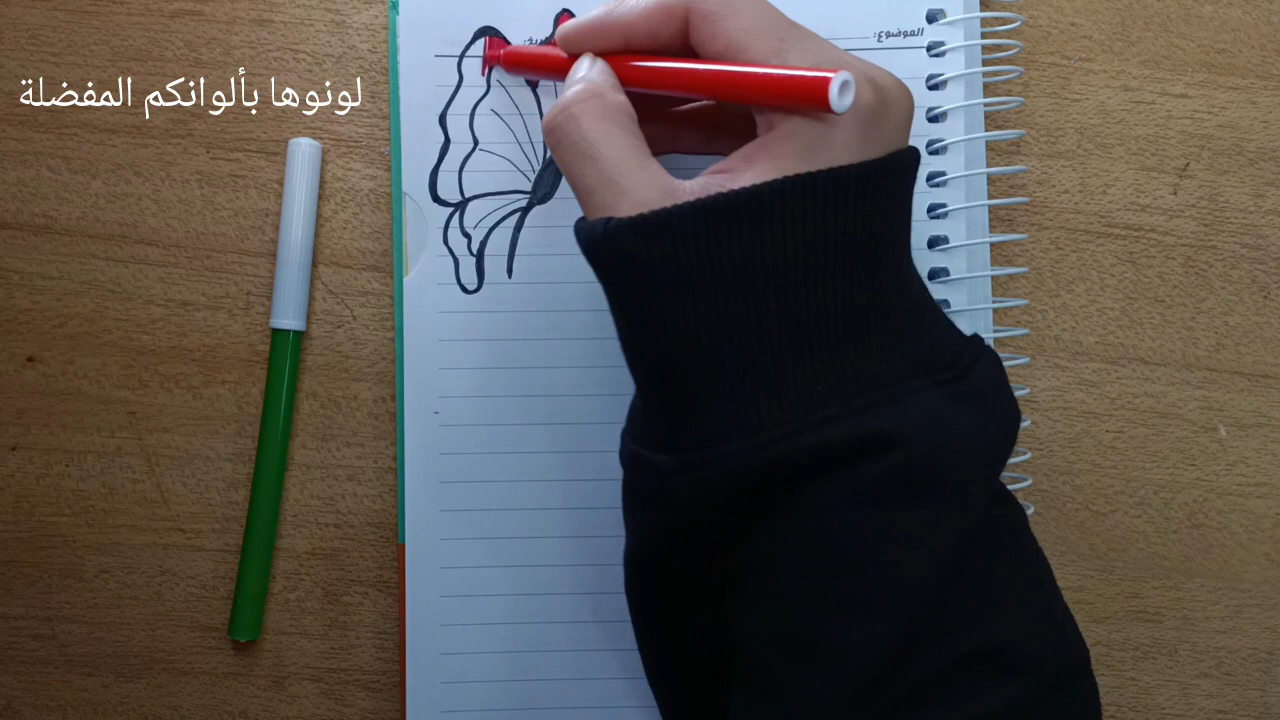 لونوها بألوانكم المفضلة
الموضوع: